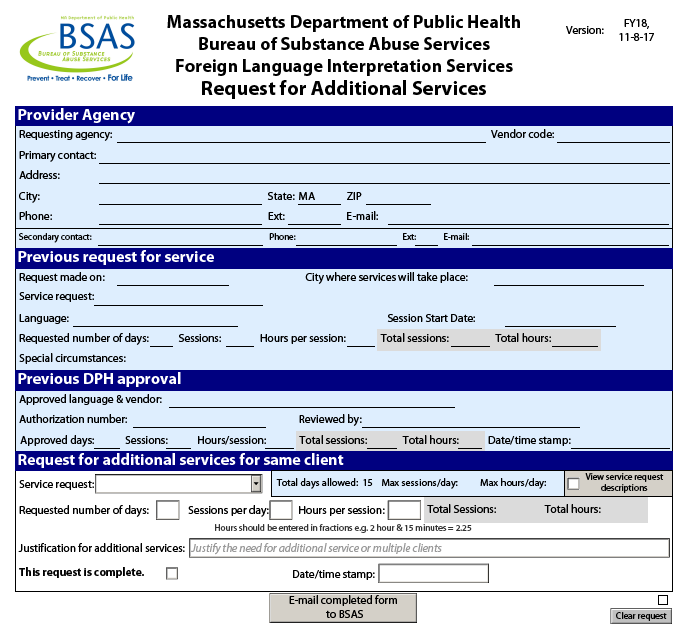 MA Department of Public Health
BSAS
BUREAU OF SUBSTANCE
ABUSE SERVICES
Prevent • Treat • Recover • For Life
Massachusetts Department of Public Health
Bureau of Substance Abuse Services
Foreign Language Interpretation Services
Request for Additional Services
Version: FY18,
11-8-17
Provider Agency
Requesting agency: Vendor code:
Primary contact:
Address:
City: State: MA ZIP
Phone: Ext: E-mail:
Secondary contact: Phone: Ext: E-mail:
Previous request for service
Request made on: City where services will take place:
Service request:
Language: Session Start Date:
Requested number of days: Sessions: Hours per session: Total sessions: Total hours:
Special circumstances:
Previous DPH approval
Approved language & vendor:
Authorization number: Reviewed by:
Approved days: Sessions: Hours/session: Total sessions: Total hours: Date/time stamp:
Request for additional services for same client
Service request: Total days allowed: 15 Max sessions/day: Max hours/day: View service request
descriptions
Requested number of days: Sessions per day: Hours per session: Total Sessions: Total hours:
Hours should be entered in fractions e.g. 2 hour & 15 minutes = 2.25
Justification for additional services: Justify the need for additional service or multiple clients
This request is complete. Date/time stamp:
E-mail completed form
to BSAS
Clear request